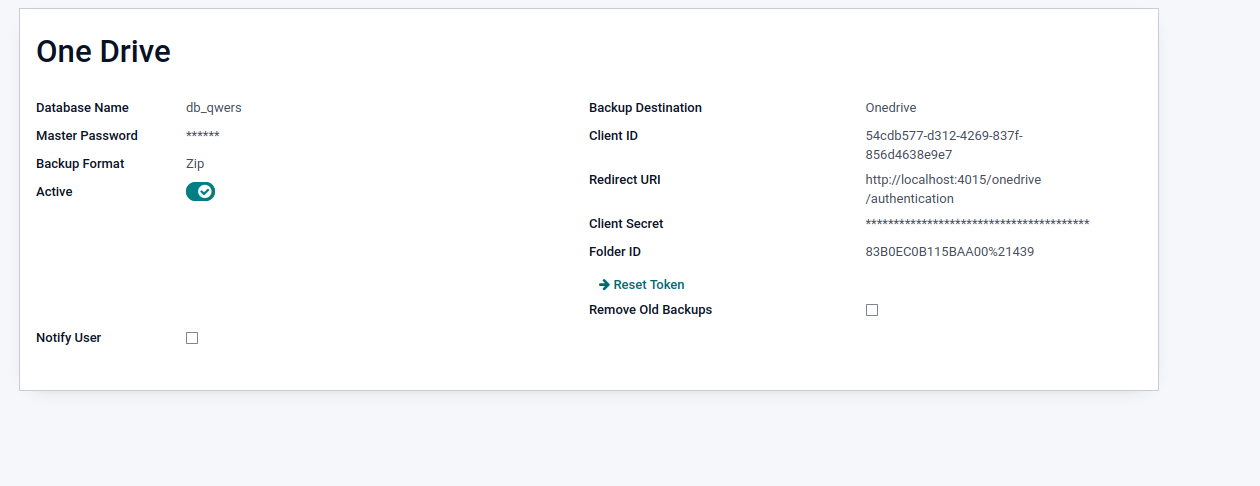 One Drive
Database Name db_qwers
Master Password ******
Backup Format Zip
Active
Notify User
Backup Destination Onedrive
Client ID 54cdb577-d312-4269-837f-
856d4638e9e7
Redirect URI http://localhost:4015/onedrive
/authentication
Client Secret ****************************************
Folder ID 83B0EC0B115BAA00%21439
Reset Token
Remove Old Backups